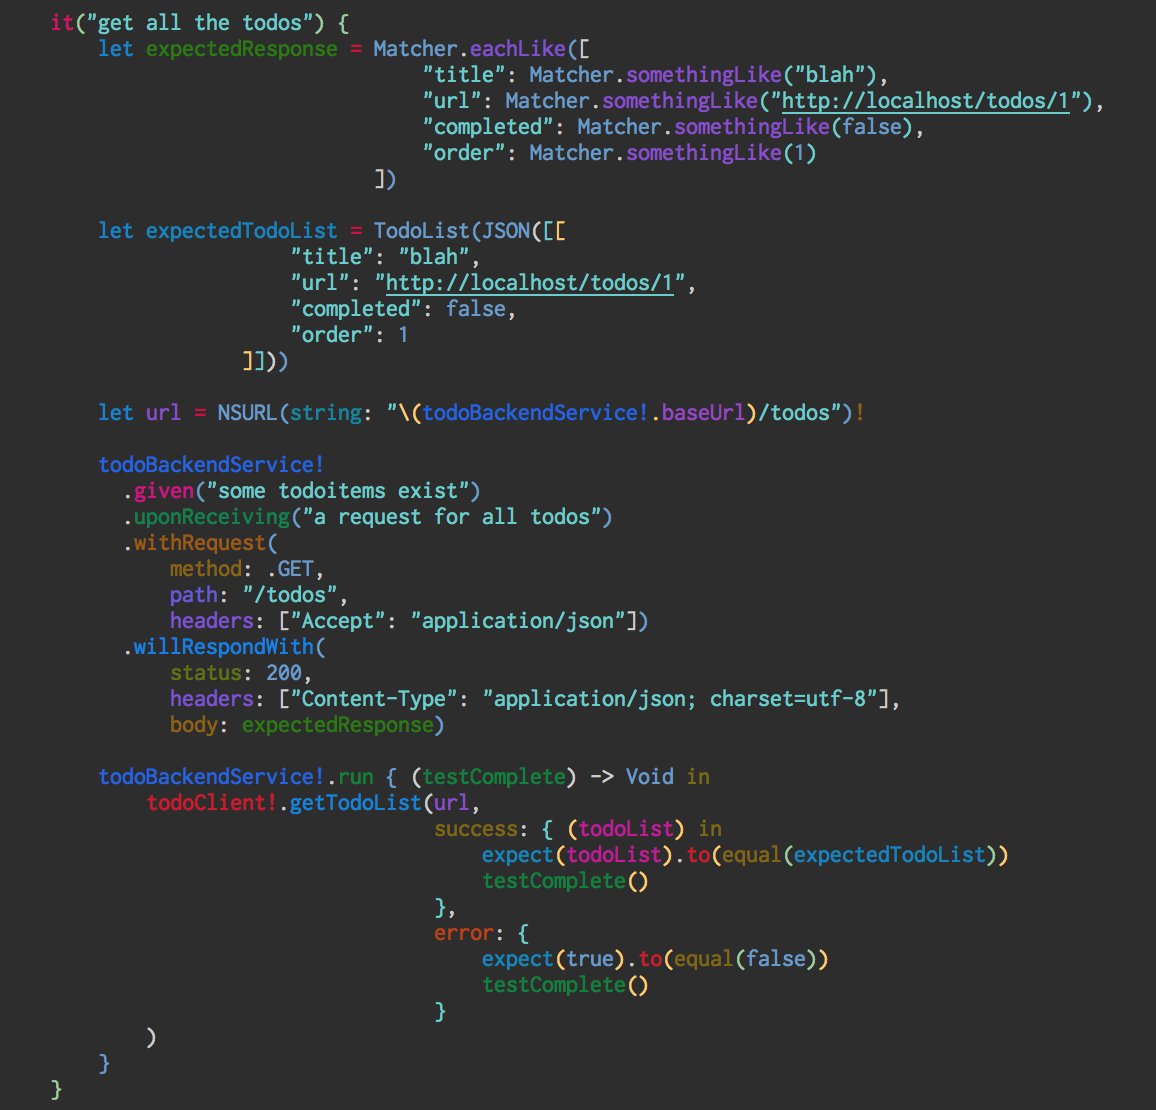 it("get all the todos") {
let expectedResponse = Matcher.eachLike([
"title": Matcher.somethingLike("blah"),
"url": Matcher.somethingLike("http://localhost/todos/1"),
"completed": Matcher.somethingLike(false),
"order": Matcher.somethingLike(1)
])
let expectedTodoList = TodoList(JSON([[
"title": "blah",
"url": "http://localhost/todos/1",
"completed": false,
"order": 1
]]))
let url = NSURL(string: "\(todoBackendService!.baseUrl)/todos")!
todoBackendService!
.given("some todoitems exist")
.uponReceiving("a request for all todos")
.withRequest(
method: .GET,
path: "/todos",
headers: ["Accept": "application/json"])
.willRespondWith(
status: 200,
headers: ["Content-Type": "application/json; charset=utf-8"],
body: expectedResponse)
todoBackendService!.run { (testComplete) -> Void in
todoClient!.getTodoList(url,
success: { (todoList) in
expect(todoList).to(equal(expectedTodoList))
testComplete()
},
error: {
expect(true).to(equal(false))
testComplete()
}
)
}
}